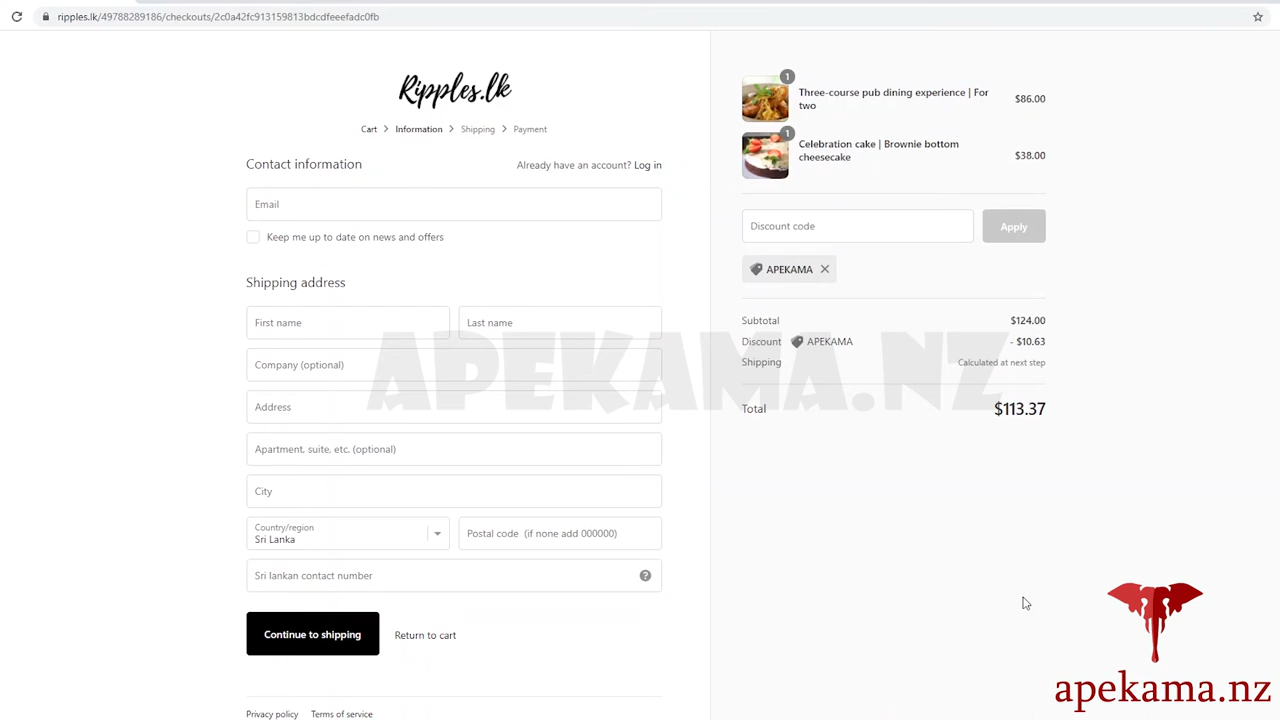 ripples.lk/49788289186/checkouts/2c0a42fc913159813bdcdfeeefadc0fb
Ripples.lk
Cart > Information > Shipping > Payment
Contact information
Already have an account? Log in
Email
Keep me up to date on news and offers
Shipping address
First name
Last name
Company (optional)
Address
Apartment, suite, etc. (optional)
City
Country/region
Sri Lanka
Postal code (if none add 000000)
Sri lankan contact number
?
Continue to shipping
Return to cart
Privacy policy
Terms of service
1
Three-course pub dining experience | For
two
$86.00
1
Celebration cake | Brownie bottom
cheesecake
$38.00
Discount code
Apply
APEKAMA
Subtotal
$124.00
Discount APEKAMA
- $10.63
Shipping
Calculated at next step
Total
$113.37
APEKAMA.NZ
apekama.nz